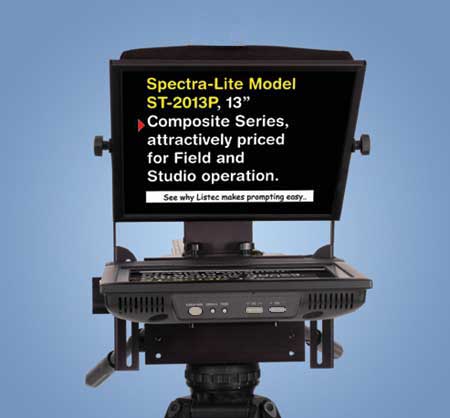 Spectra-Lite Model
ST-2013P, 13”
Composite Series,
attractively priced
for Field and
Studio operation.
See why Listec makes prompting easy..